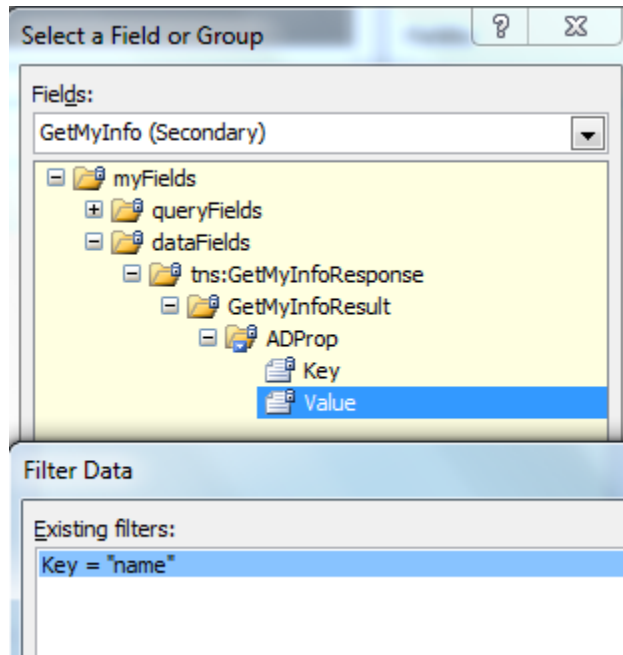 Select a Field or Group
Fields:
GetMyInfo (Secondary)
myFields
queryFields
dataFields
tns:GetMyInfoResponse
GetMyInfoResult
ADProp
Key
Value
Filter Data
Existing filters:
Key = "name"